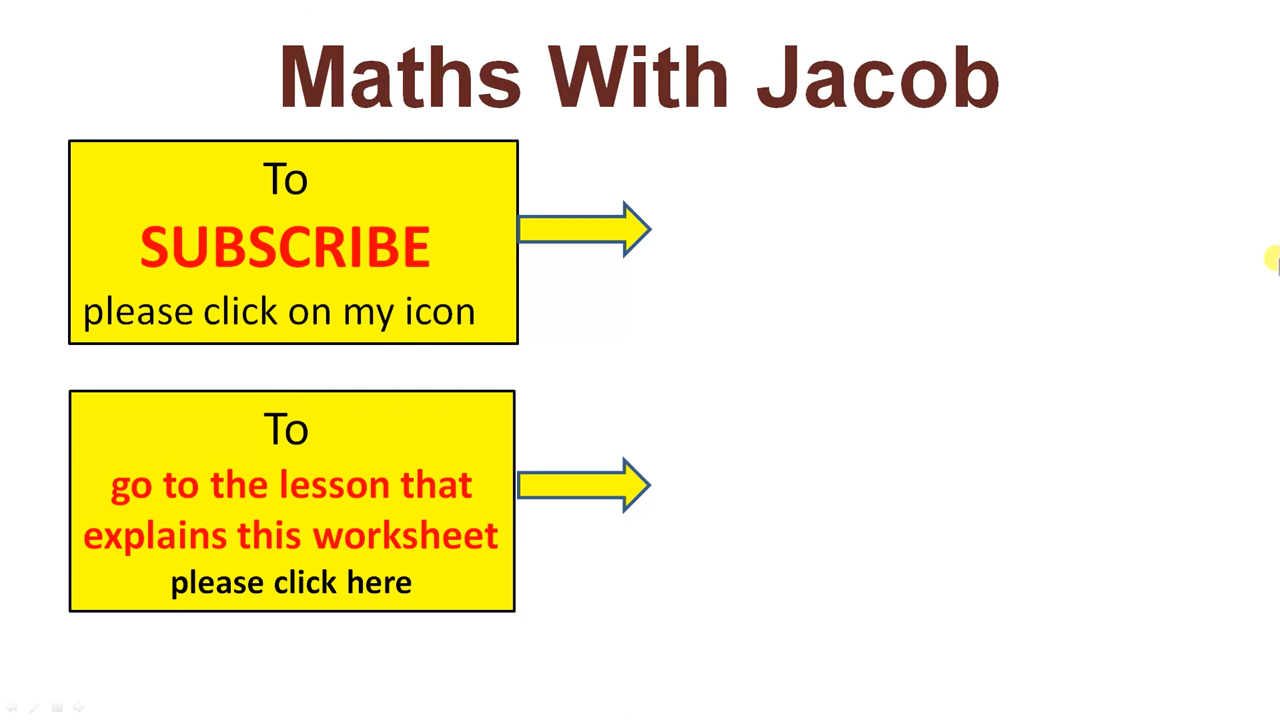 Maths With Jacob
To
SUBSCRIBE
please click on my icon
To
go to the lesson that
explains this worksheet
please click here